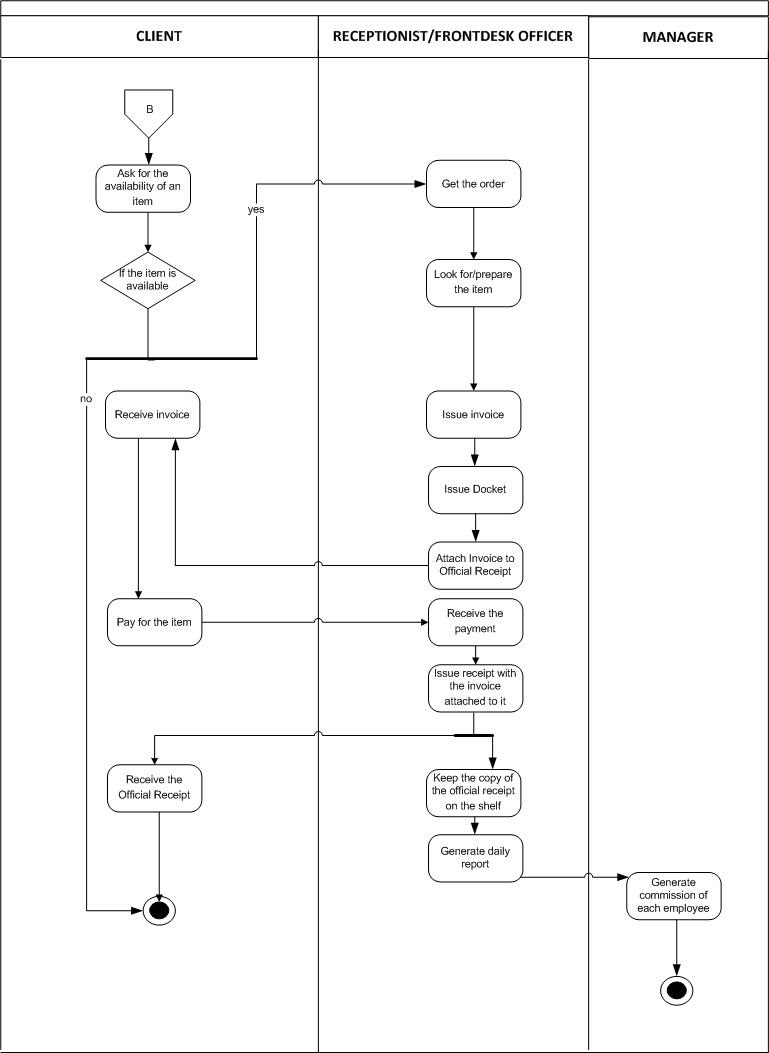 CLIENT
RECEPTIONIST/FRONTDESK OFFICER
MANAGER
B
Ask for the
availability of an
item
Get the order
yes
If the item is
available
Look for/prepare
the item
no
Receive invoice
Issue invoice
Issue Docket
Attach Invoice to
Official Receipt
Pay for the item
Receive the
payment
Issue receipt with
the invoice
attached to it
Receive the
Official Receipt
Keep the copy of
the official receipt
on the shelf
Generate daily
report
Generate
commission of
each employee